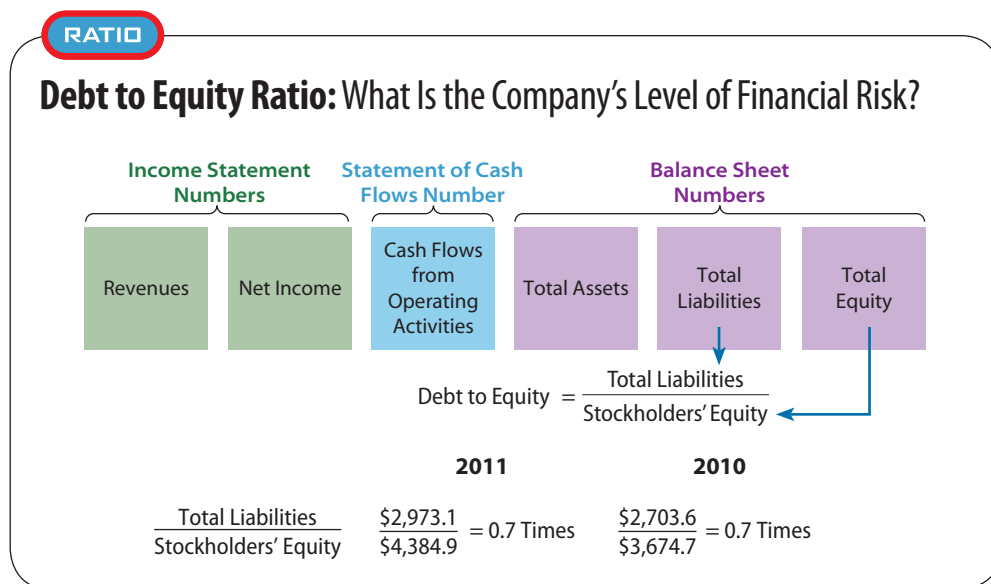 RATIO
Debt to Equity Ratio: What Is the Company's Level of Financial Risk?
Income Statement
Numbers
Statement of Cash
Flows Number
Balance Sheet
Numbers
Revenues
Net Income
Cash Flows
from
Operating
Activities
Total Assets
Total
Liabilities
Total
Equity
Debt to Equity = Total Liabilities
Stockholders' Equity
2011 2010
Total Liabilities
Stockholders' Equity
$2,973.1
$4,384.9
= 0.7 Times
$2,703.6
$3,674.7
= 0.7 Times